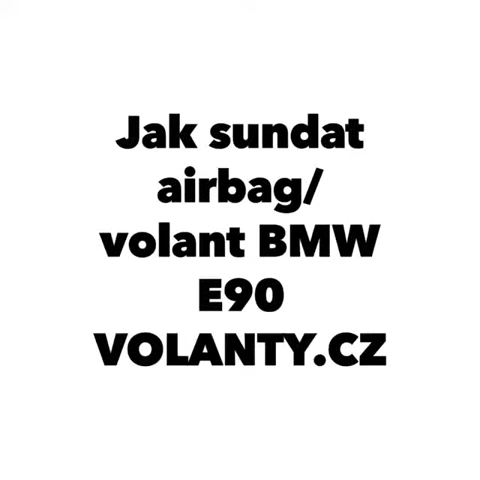 Jak sundat
airbag/
volant BMW
E90
VOLANTY.CZ